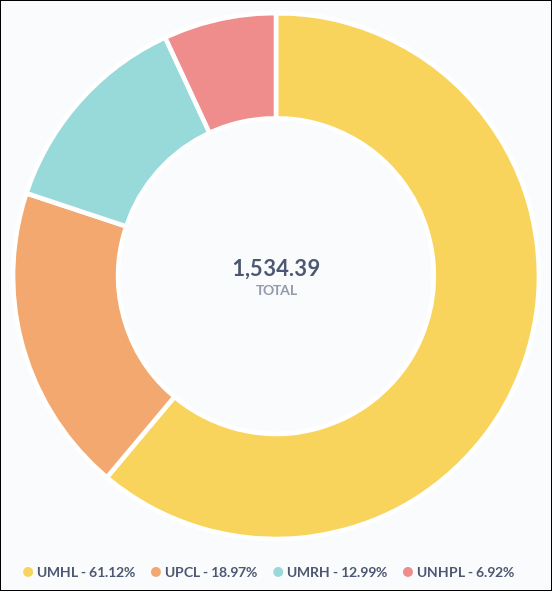 1,534.39
TOTAL
UMHL - 61.12% UPCL - 18.97% UMRH - 12.99% UNHPL - 6.92%